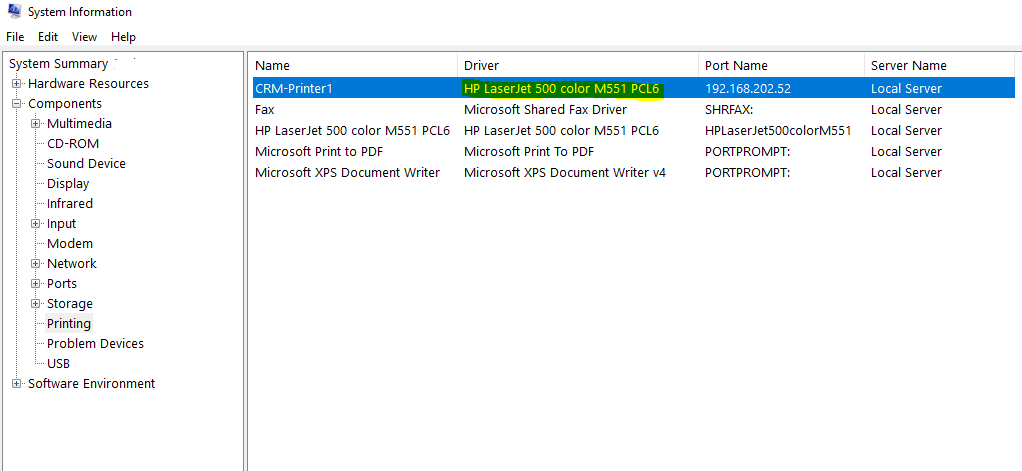 System Information
File Edit View Help
System Summary
Hardware Resources
Components
Multimedia
CD-ROM
Sound Device
Display
Infrared
Input
Modem
Network
Ports
Storage
Printing
Problem Devices
USB
Software Environment
Name Driver Port Name Server Name
CRM-Printer1 HP LaserJet 500 color M551 PCL6 192.168.202.52 Local Server
Fax Microsoft Shared Fax Driver SHRFAX: Local Server
HP LaserJet 500 color M551 PCL6 HP LaserJet 500 color M551 PCL6 HPLaserJet500colorM551 Local Server
Microsoft Print to PDF Microsoft Print To PDF PORTPROMPT: Local Server
Microsoft XPS Document Writer Microsoft XPS Document Writer v4 PORTPROMPT: Local Server